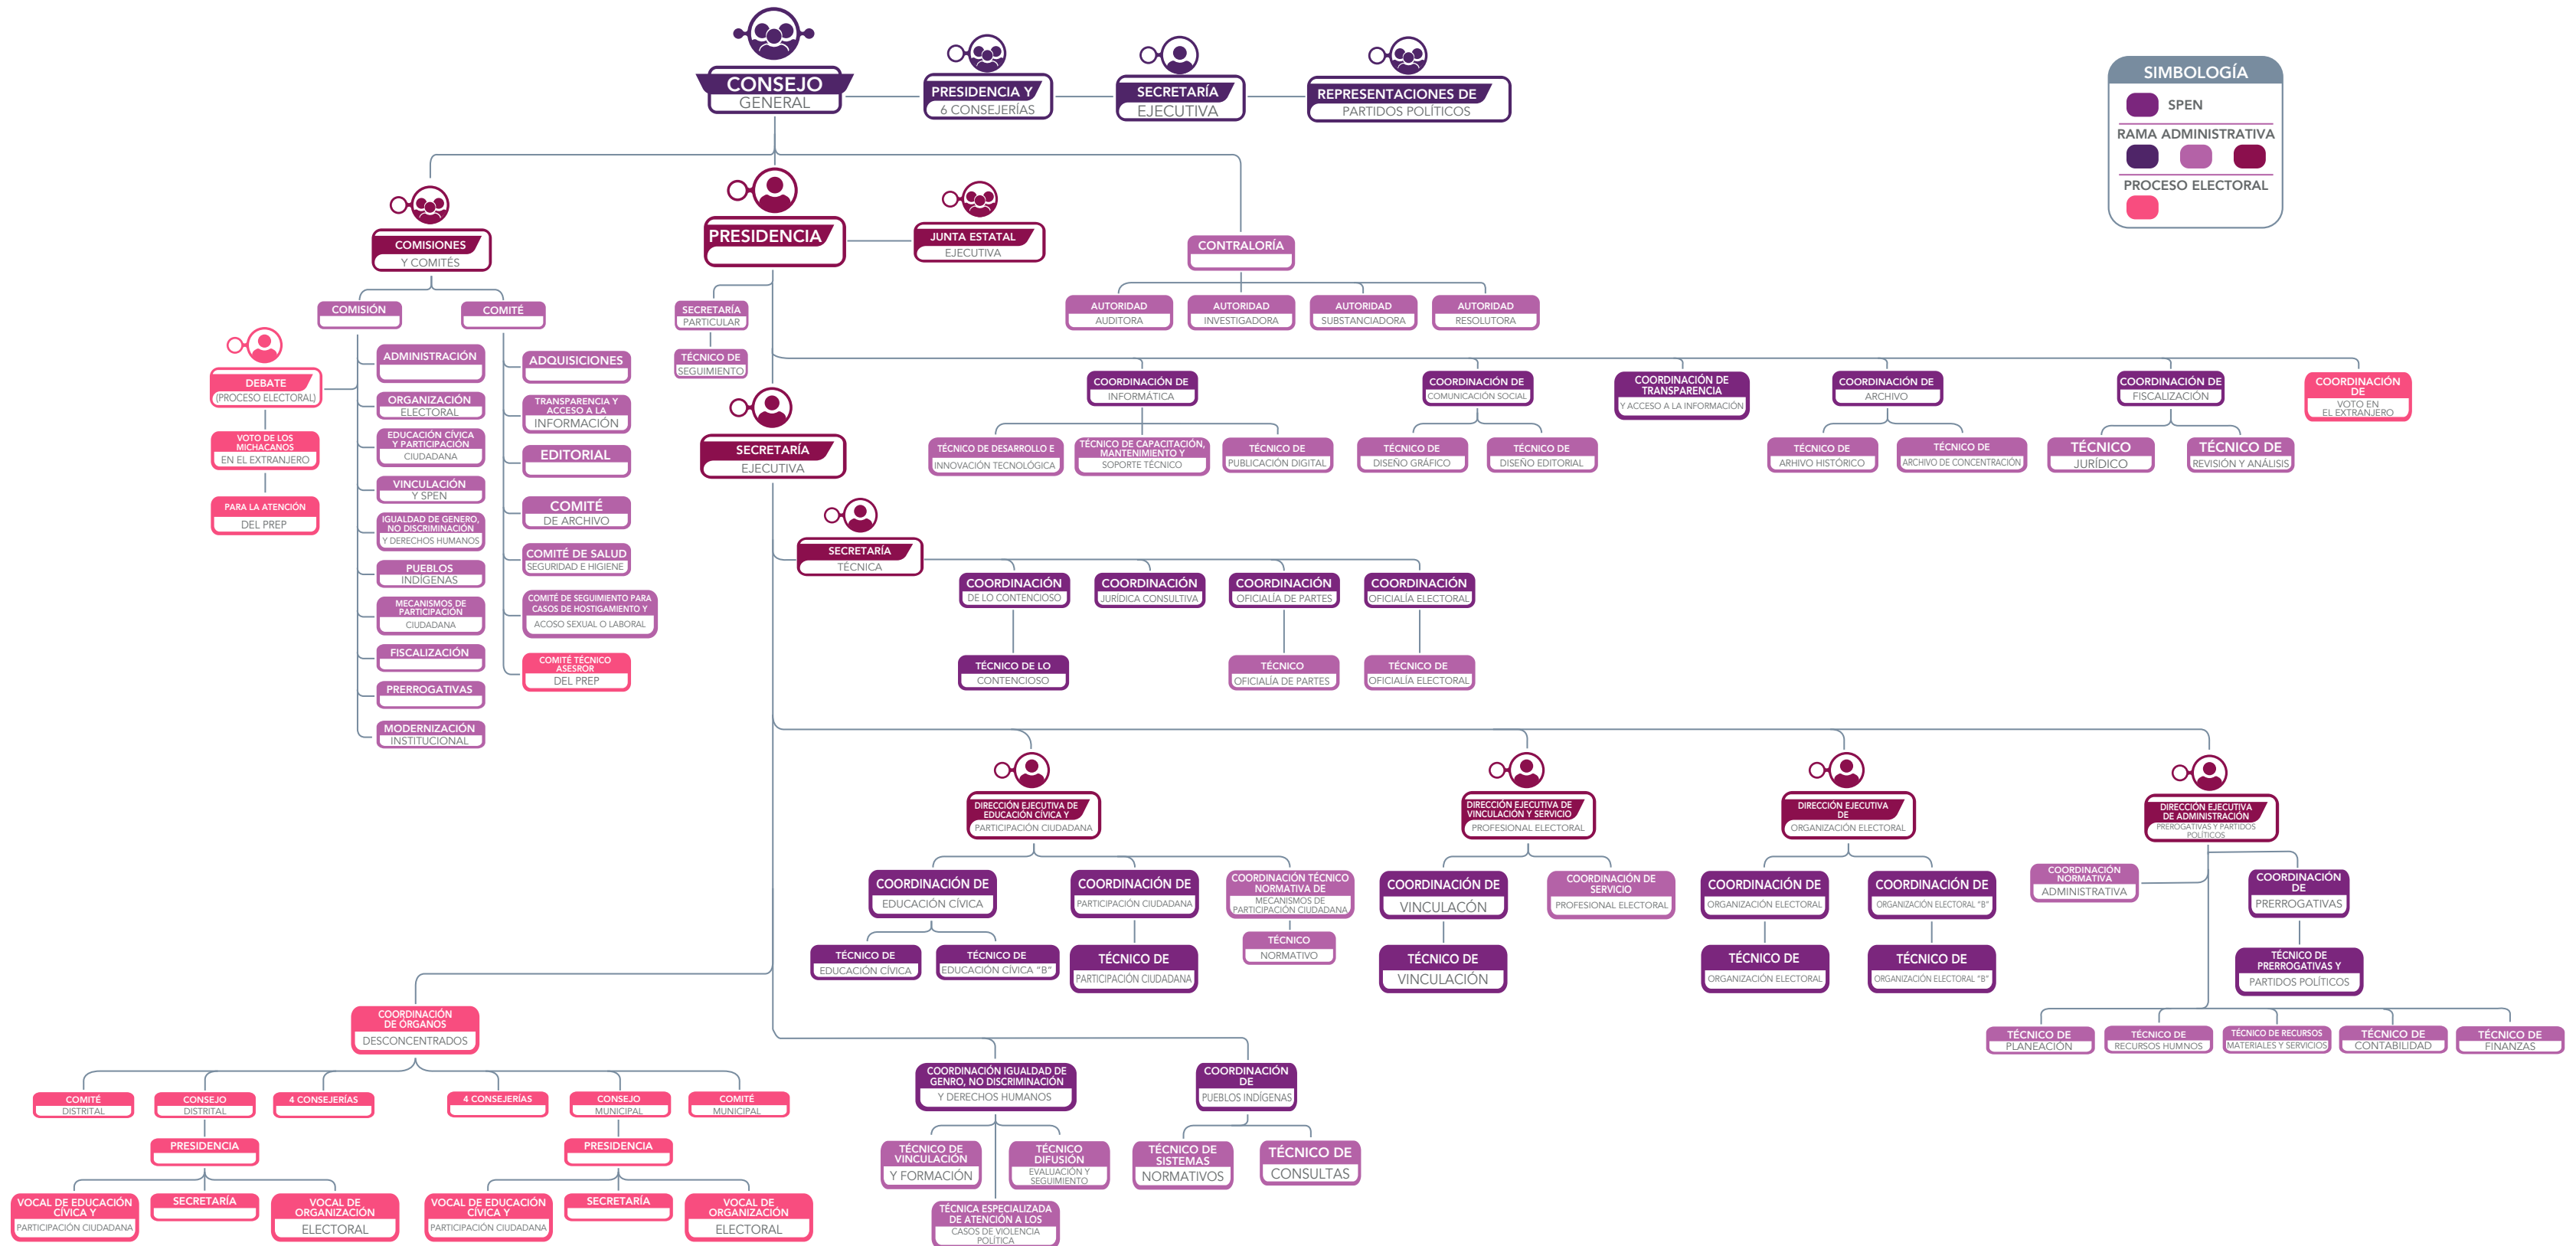 CONSEJO
GENERAL
PRESIDENCIA Y
6 CONSEJERÍAS
SECRETARÍA
EJECUTIVA
REPRESENTACIONES DE
PARTIDOS POLÍTICOS
SIMBOLOGÍA
SPEN
RAMA ADMINISTRATIVA
PROCESO ELECTORAL
COMISIONES
Y COMITÉS
PRESIDENCIA
JUNTA ESTATAL
EJECUTIVA
CONTRALORÍA
AUTORIDAD
AUDITORA
AUTORIDAD
INVESTIGADORA
AUTORIDAD
SUBSTANCIADORA
AUTORIDAD
RESOLUTORA
COMISIÓN
COMITÉ
SECRETARÍA
PARTICULAR
TÉCNICO DE
SEGUIMIENTO
DEBATE
(PROCESO ELECTORAL)
VOTO DE LOS
MICHACANOS
EN EL EXTRANJERO
PARA LA ATENCIÓN
DEL PREP
ADMINISTRACIÓN
ORGANIZACIÓN
ELECTORAL
EDUCACIÓN CÍVICA
Y PARTICIPACIÓN
CIUDADANA
VINCULACIÓN
Y SPEN
IGUALDAD DE GENERO,
NO DISCRIMINACIÓN
Y DERECHOS HUMANOS
PUEBLOS
INDÍGENAS
MECANISMOS DE
PARTICIPACIÓN
CIUDADANA
FISCALIZACIÓN
PRERROGATIVAS
MODERNIZACIÓN
INSTITUCIONAL
ADQUISICIONES
TRANSPARENCIA Y
ACCESO A LA
INFORMACIÓN
EDITORIAL
COMITÉ
DE ARCHIVO
COMITÉ DE SALUD
SEGURIDAD E HIGIENE
COMITÉ DE SEGUIMIENTO PARA
CASOS DE HOSTIGAMIENTO Y
ACOSO SEXUAL O LABORAL
COMITÉ TÉCNICO
ASESROR
DEL PREP
COORDINACIÓN DE
INFORMÁTICA
COORDINACIÓN DE
COMUNICACIÓN SOCIAL
COORDINACIÓN DE
TRANSPARENCIA
Y ACCESO A LA INFORMACIÓN
COORDINACIÓN DE
ARCHIVO
COORDINACIÓN DE
FISCALIZACIÓN
COORDINACIÓN
DE
VOTO EN
EL EXTRANJERO
TÉCNICO DE DESARROLLO E
INNOVACIÓN TECNOLÓGICA
TÉCNICO DE CAPACITACIÓN,
MANTENIMIENTO Y
SOPORTE TÉCNICO
TÉCNICO DE
PUBLICACIÓN DIGITAL
TÉCNICO DE
DISEÑO GRÁFICO
TÉCNICO DE
DISEÑO EDITORIAL
TÉCNICO DE
ARHIVO HISTÓRICO
TÉCNICO DE
ARCHIVO DE CONCENTRACIÓN
TÉCNICO
JURÍDICO
TÉCNICO DE
REVISIÓN Y ANÁLISIS
SECRETARÍA
EJECUTIVA
SECRETARÍA
TÉCNICA
COORDINACIÓN
DE LO CONTENCIOSO
COORDINACIÓN
JURÍDICA CONSULTIVA
COORDINACIÓN
OFICIALÍA DE PARTES
COORDINACIÓN
OFICIALÍA ELECTORAL
TÉCNICO DE LO
CONTENCIOSO
TÉCNICO
OFICIALÍA DE PARTES
TÉCNICO DE
OFICIALÍA ELECTORAL
DIRECCIÓN EJECUTIVA DE
EDUCACIÓN CÍVICA Y
PARTICIPACIÓN CIUDADANA
DIRECCIÓN EJECUTIVA DE
VINCULACIÓN Y SERVICIO
PROFESIONAL ELECTORAL
DIRECCIÓN EJECUTIVA
DE
ORGANIZACIÓN ELECTORAL
DIRECCIÓN EJECUTIVA
DE ADMINISTRACIÓN
PREROGATIVAS Y PARTIDOS
POLÍTICOS
COORDINACIÓN DE
EDUCACIÓN CÍVICA
COORDINACIÓN DE
PARTICIPACIÓN CIUDADANA
COORDINACIÓN TÉCNICO
NORMATIVA DE
MECANISMOS DE
PARTICIPACIÓN CIUDADANA
COORDINACIÓN DE
VINCULACÓN
COORDINACIÓN DE
SERVICIO
PROFESIONAL ELECTORAL
COORDINACIÓN DE
ORGANIZACIÓN ELECTORAL
COORDINACIÓN DE
ORGANIZACIÓN ELECTORAL "B"
COORDINACIÓN
NORMATIVA
ADMINISTRATIVA
COORDINACIÓN
DE
PRERROGATIVAS
TÉCNICO DE
EDUCACIÓN CÍVICA
TÉCNICO DE
EDUCACIÓN CÍVICA "B"
TÉCNICO DE
PARTICIPACIÓN CIUDADANA
TÉCNICO
NORMATIVO
TÉCNICO DE
VINCULACIÓN
TÉCNICO DE
ORGANIZACIÓN ELECTORAL
TÉCNICO DE
ORGANIZACIÓN ELECTORAL "B"
TÉCNICO DE
PRERROGATIVAS Y
PARTIDOS POLÍTICOS
TÉCNICO DE
PLANEACIÓN
TÉCNICO DE
RECURSOS HUMNOS
TÉCNICO DE RECURSOS
MATERIALES Y SERVICIOS
TÉCNICO DE
CONTABILIDAD
TÉCNICO DE
FINANZAS
COORDINACIÓN
DE ÓRGANOS
DESCONCENTRADOS
COMITÉ
DISTRITAL
CONSEJO
DISTRITAL
4 CONSEJERÍAS
4 CONSEJERÍAS
CONSEJO
MUNICIPAL
COMITÉ
MUNICIPAL
PRESIDENCIA
PRESIDENCIA
VOCAL DE EDUCACIÓN
CÍVICA Y
PARTICIPACIÓN CIUDADANA
SECRETARÍA
VOCAL DE
ORGANIZACIÓN
ELECTORAL
VOCAL DE EDUCACIÓN
CÍVICA Y
PARTICIPACIÓN CIUDADANA
SECRETARÍA
VOCAL DE
ORGANIZACIÓN
ELECTORAL
COORDINACIÓN IGUALDAD DE
GENRO, NO DISCRIMINACIÓN
Y DERECHOS HUMANOS
COORDINACIÓN
DE
PUEBLOS INDÍGENAS
TÉCNICO DE
VINCULACIÓN
Y FORMACIÓN
TÉCNICO
DIFUSIÓN
EVALUACIÓN Y
SEGUIMIENTO
TÉCNICO DE
SISTEMAS
NORMATIVOS
TÉCNICO DE
CONSULTAS
TÉCNICA ESPECIALIZADA
DE ATENCIÓN A LOS
CASOS DE VIOLENCIA
POLÍTICA